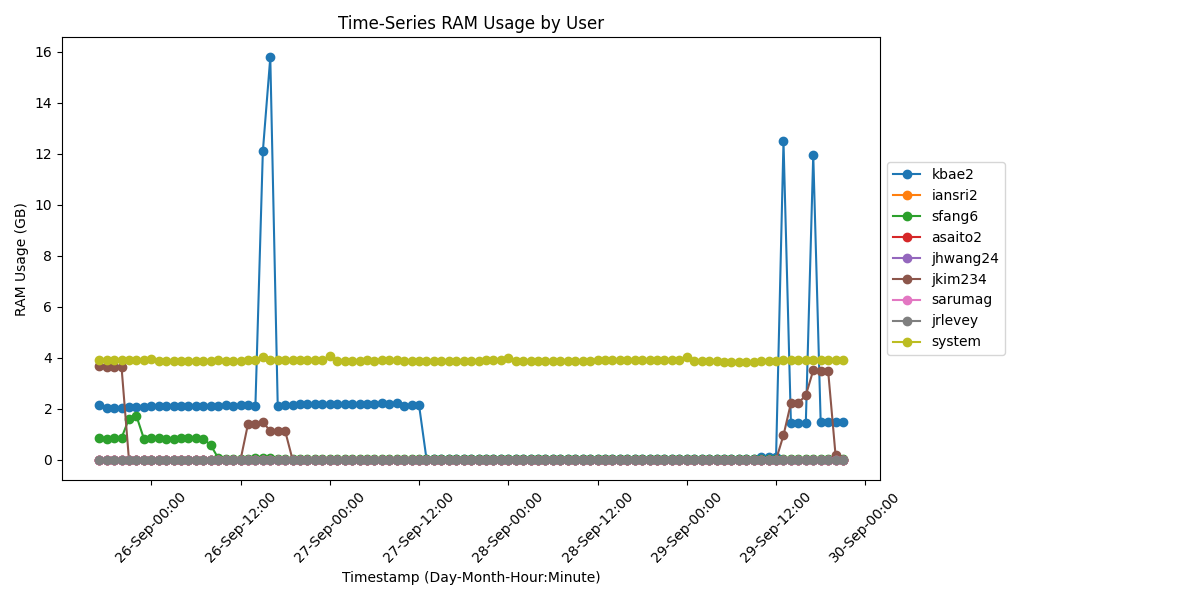 Time-Series RAM Usage by User
RAM Usage (GB)
16
14
12
10
8
6
4
2
0
26-Sep-00:00
26-Sep-12:00
27-Sep-00:00
27-Sep-12:00
28-Sep-00:00
28-Sep-12:00
29-Sep-00:00
29-Sep-12:00
30-Sep-00:00
Timestamp (Day-Month-Hour:Minute)
kbae2
iansri2
sfang6
asaito2
jhwang24
jkim234
sarumag
jrlevey
system